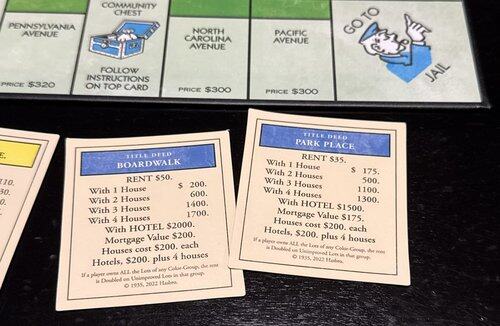 PENNSYLVANIA
AVENUE
PRICE $320
COMMUNITY
CHEST
FOLLOW
INSTRUCTIONS
ON TOP CARD
NORTH
CAROLINA
AVENUE
PRICE $300
PACIFIC
AVENUE
PRICE $300
GO TO
JAIL
E.
110.
TITLE DEED
BOARDWALK
RENT $50.
With 1 House $ 200.
With 2 Houses 600.
With 3 Houses 1400.
With 4 Houses 1700.
With HOTEL $2000.
Mortgage Value $200.
Houses cost $200. each
Hotels, $200. plus 4 houses
If a player owns ALL the Lots of any Color-Group, the rent
is Doubled on Unimproved Lots in that group.
© 1935, 2022 Hasbro.
TITLE DEED
PARK PLACE
RENT $35.
With 1 House $ 175.
With 2 Houses 500.
With 3 Houses 1100.
With 4 Houses 1300.
With HOTEL $1500.
Mortgage Value $175.
Houses cost $200. each
Hotels, $200. plus 4 houses
If a player owns ALL the Lots of any Color-Group, the rent
is Doubled on Unimproved Lots in that group.
© 1935, 2022 Hasbro.